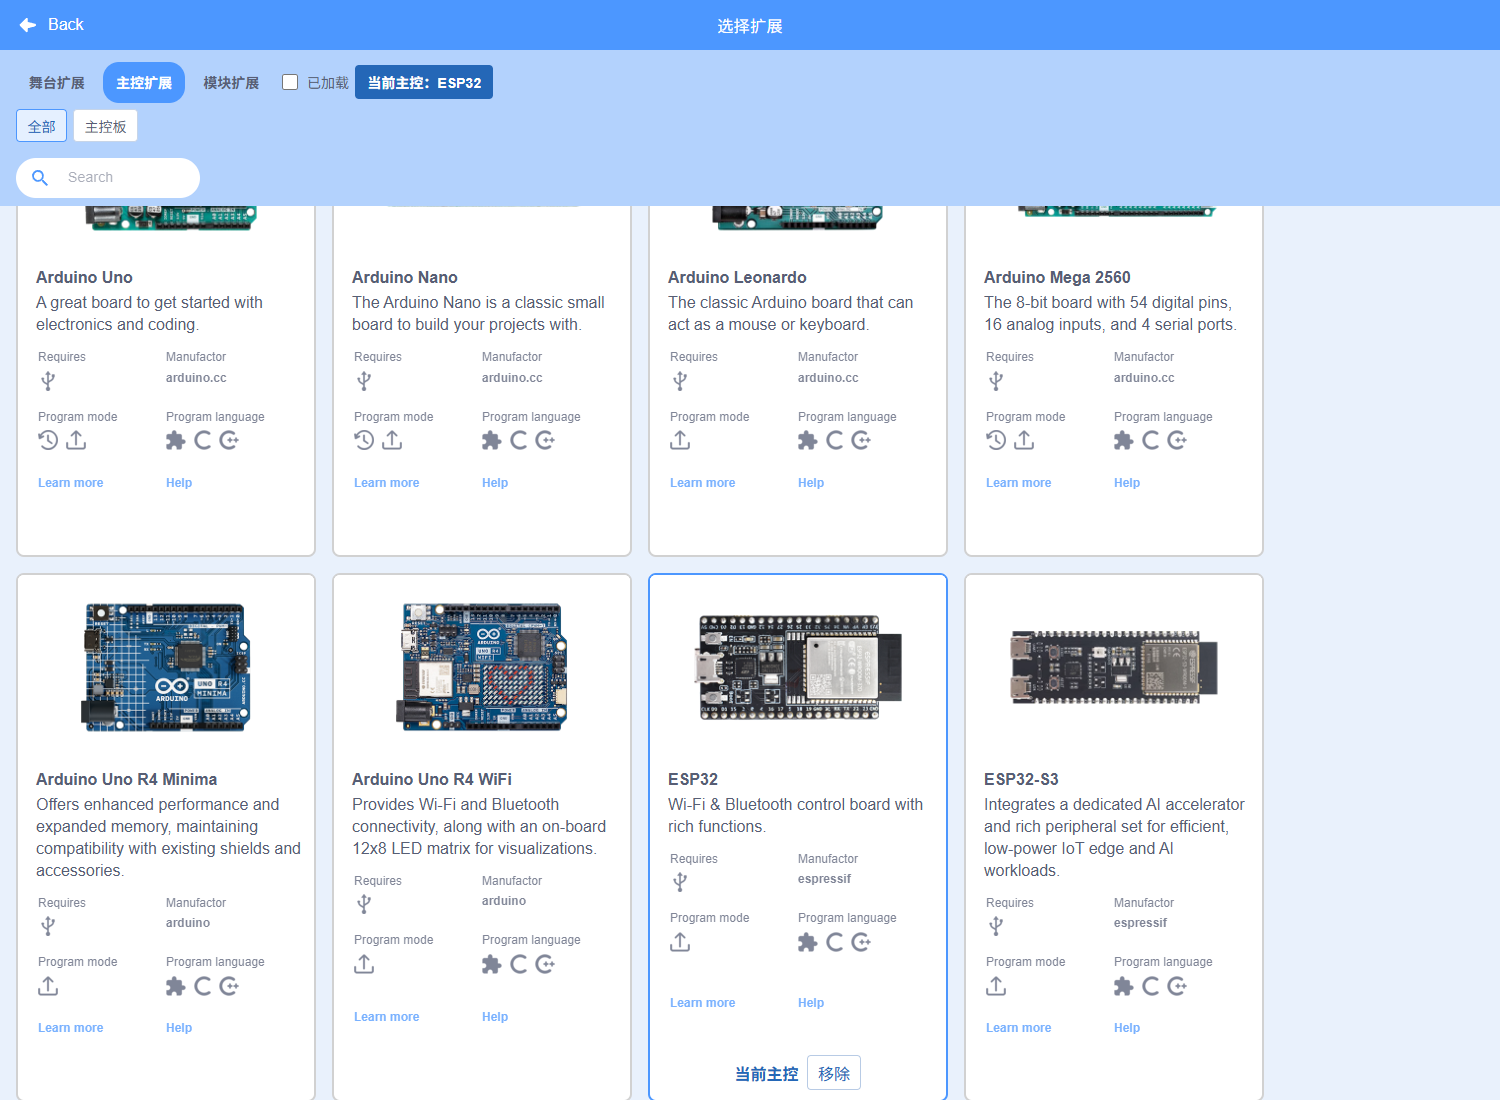 Back
选择扩展
舞台扩展
主控扩展
模块扩展
已加载
当前主控：ESP32
全部
主控板
Search
Arduino Uno
A great board to get started with
electronics and coding.
Requires
Manufactor
arduino.cc
Program mode
Program language
Learn more
Help
Arduino Nano
The Arduino Nano is a classic small
board to build your projects with.
Requires
Manufactor
arduino.cc
Program mode
Program language
Learn more
Help
Arduino Leonardo
The classic Arduino board that can
act as a mouse or keyboard.
Requires
Manufactor
arduino.cc
Program mode
Program language
Learn more
Help
Arduino Mega 2560
The 8-bit board with 54 digital pins,
16 analog inputs, and 4 serial ports.
Requires
Manufactor
arduino.cc
Program mode
Program language
Learn more
Help
ARDUINO
UNO R4
MINIMA
Arduino Uno R4 Minima
Offers enhanced performance and
expanded memory, maintaining
compatibility with existing shields and
accessories.
Requires
Manufactor
arduino
Program mode
Program language
Learn more
Help
ARDUINO
UNO R4
WIFI
Arduino Uno R4 WiFi
Provides Wi-Fi and Bluetooth
connectivity, along with an on-board
12x8 LED matrix for visualizations.
Requires
Manufactor
arduino
Program mode
Program language
Learn more
Help
ESP32
Wi-Fi & Bluetooth control board with
rich functions.
Requires
Manufactor
espressif
Program mode
Program language
Learn more
Help
当前主控
移除
ESP32-S3
Integrates a dedicated AI accelerator
and rich peripheral set for efficient,
low-power IoT edge and AI
workloads.
Requires
Manufactor
espressif
Program mode
Program language
Learn more
Help